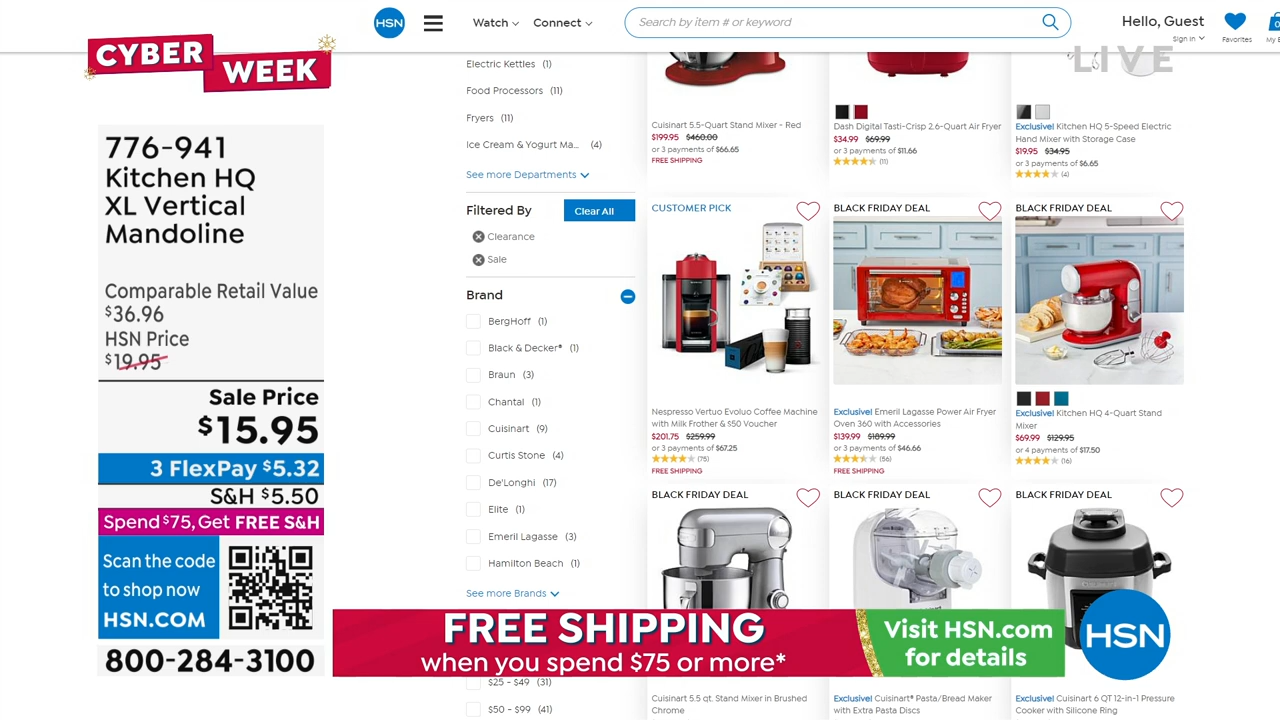 HSN
Watch
Connect
Search by item # or keyword
Hello, Guest
Sign In
Favorites
LIVE
CYBER
WEEK
776-941
Kitchen HQ
XL Vertical
Mandoline
Comparable Retail Value
$36.96
HSN Price
$19.95
Sale Price
$15.95
3 FlexPay $5.32
S&H $5.50
Spend $75, Get FREE S&H
Scan the code
to shop now
HSN.COM
800-284-3100
Electric Kettles (1)
Food Processors (11)
Fryers (11)
Ice Cream & Yogurt Ma... (4)
See more Departments
Filtered By
Clear All
Clearance
Sale
Brand
BergHoff (1)
Black & Decker® (1)
Braun (3)
Chantal (1)
Cuisinart (9)
Curtis Stone (4)
De'Longhi (17)
Elite (1)
Emeril Lagasse (3)
Hamilton Beach (1)
See more Brands
$25 - $49 (31)
$50 - $99 (41)
Cuisinart 5.5-Quart Stand Mixer - Red
$199.95 $460.00
or 3 payments of $66.65
FREE SHIPPING
Dash Digital Tasti-Crisp 2.6-Quart Air Fryer
$34.99 $69.99
or 3 payments of $11.66
(11)
Exclusive! Kitchen HQ 5-Speed Electric
Hand Mixer with Storage Case
$19.95 $34.95
or 3 payments of $6.65
(4)
CUSTOMER PICK
Nespresso Vertuo Evoluo Coffee Machine
with Milk Frother & $50 Voucher
$201.75 $259.99
or 3 payments of $67.25
(75)
FREE SHIPPING
BLACK FRIDAY DEAL
Exclusive! Emeril Lagasse Power Air Fryer
Oven 360 with Accessories
$139.99 $189.99
or 3 payments of $46.66
(56)
FREE SHIPPING
BLACK FRIDAY DEAL
Exclusive! Kitchen HQ 4-Quart Stand
Mixer
$69.99 $129.95
or 4 payments of $17.50
(16)
BLACK FRIDAY DEAL
Cuisinart 5.5 qt. Stand Mixer in Brushed
Chrome
BLACK FRIDAY DEAL
Exclusive! Cuisinart® Pasta/Bread Maker
with Extra Pasta Discs
BLACK FRIDAY DEAL
Exclusive! Cuisinart 6 QT 12-in-1 Pressure
Cooker with Silicone Ring
FREE SHIPPING
when you spend $75 or more*
Visit HSN.com
for details
HSN